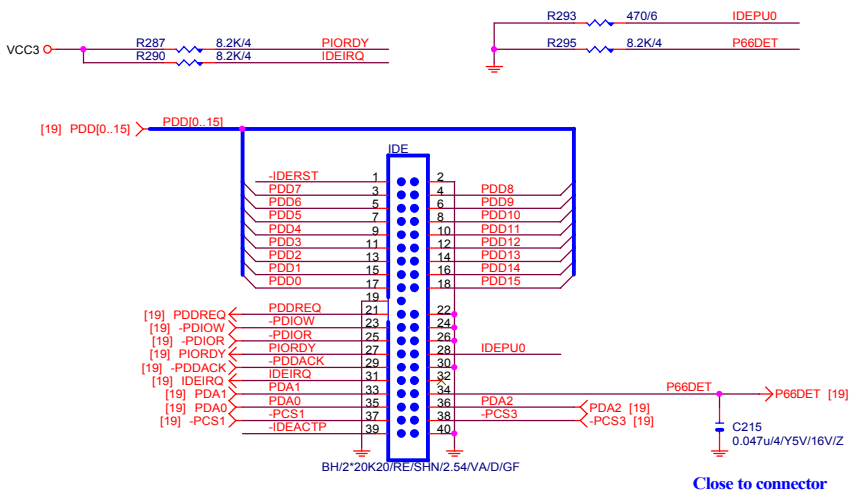 R293 470/6 IDEPU0
R287 8.2K/4 PIORDY
R295 8.2K/4 P66DET
VCC3
R290 8.2K/4 IDEIRQ
[19] PDD[0..15] PDD[0..15]
IDE
-IDERST 1 2
PDD7 3 4 PDD8
PDD6 5 6 PDD9
PDD5 7 8 PDD10
PDD4 9 10 PDD11
PDD3 11 12 PDD12
PDD2 13 14 PDD13
PDD1 15 16 PDD14
PDD0 17 18 PDD15
19
[19] PDDREQ PDDREQ 21 22
[19] -PDIOW -PDIOW 23 24
[19] -PDIOR -PDIOR 25 26
[19] PIORDY PIORDY 27 28 IDEPU0
[19] -PDDACK -PDDACK 29 30
[19] IDEIRQ IDEIRQ 31 32
[19] PDA1 PDA1 33 34 P66DET P66DET [19]
[19] PDA0 PDA0 35 36 PDA2 PDA2 [19]
[19] -PCS1 -PCS1 37 38 -PCS3 -PCS3 [19]
-IDEACTP 39 40
C215
0.047u/4/Y5V/16V/Z
BH/2*20K20/RE/SHN/2.54/VA/D/GF
Close to connector